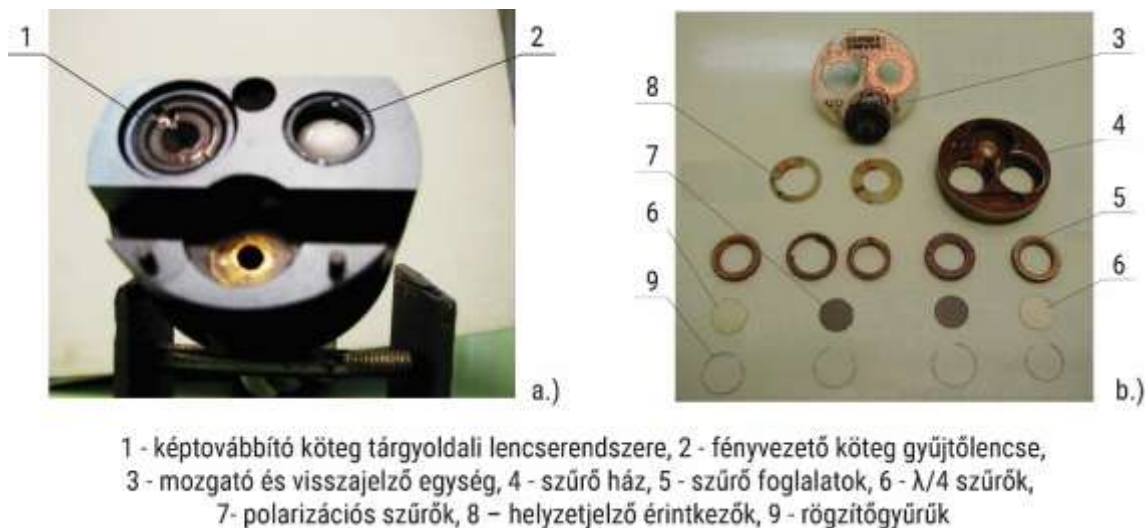 1
2
a.)
3
8
4
7
5
6
6
9
b.)
1 - képtovábbító köteg tárgyoldali lencserendszere, 2 - fényvezető köteg gyűjtőlencse,
3 - mozgató és visszajelző egység, 4 - szűrő ház, 5 - szűrő foglalatok, 6 - λ/4 szűrők,
7- polarizációs szűrők, 8 – helyzetjelző érintkezők, 9 - rögzítőgyűrűk